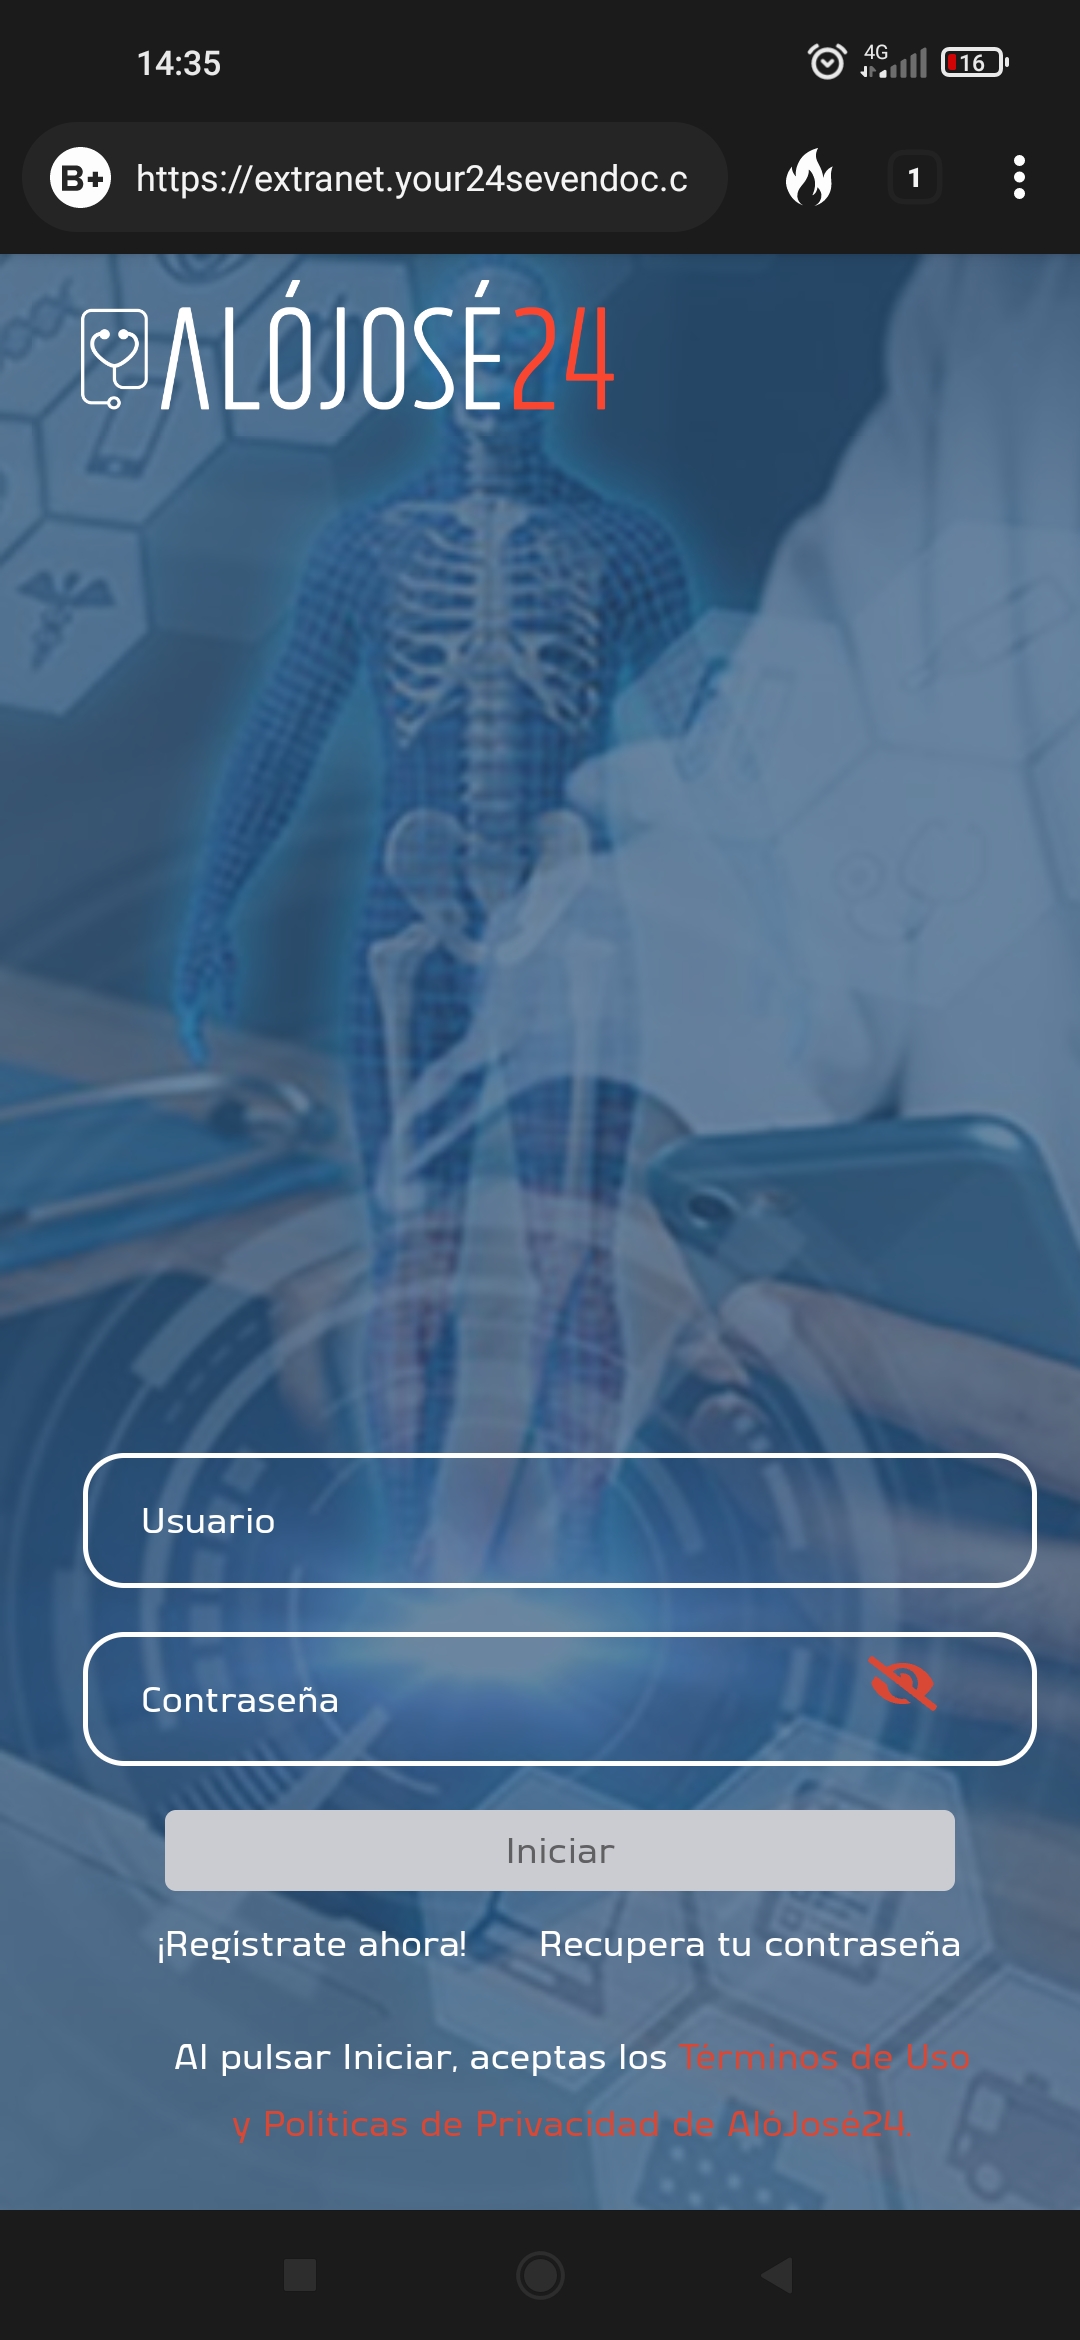 14:35
4G
16
B+
https://extranet.your24sevendoc.c
1
ALÓJOSÉ24
Usuario
Contraseña
Iniciar
¡Regístrate ahora! Recupera tu contraseña
Al pulsar Iniciar, aceptas los Términos de Uso
y Políticas de Privacidad de AlóJosé24.